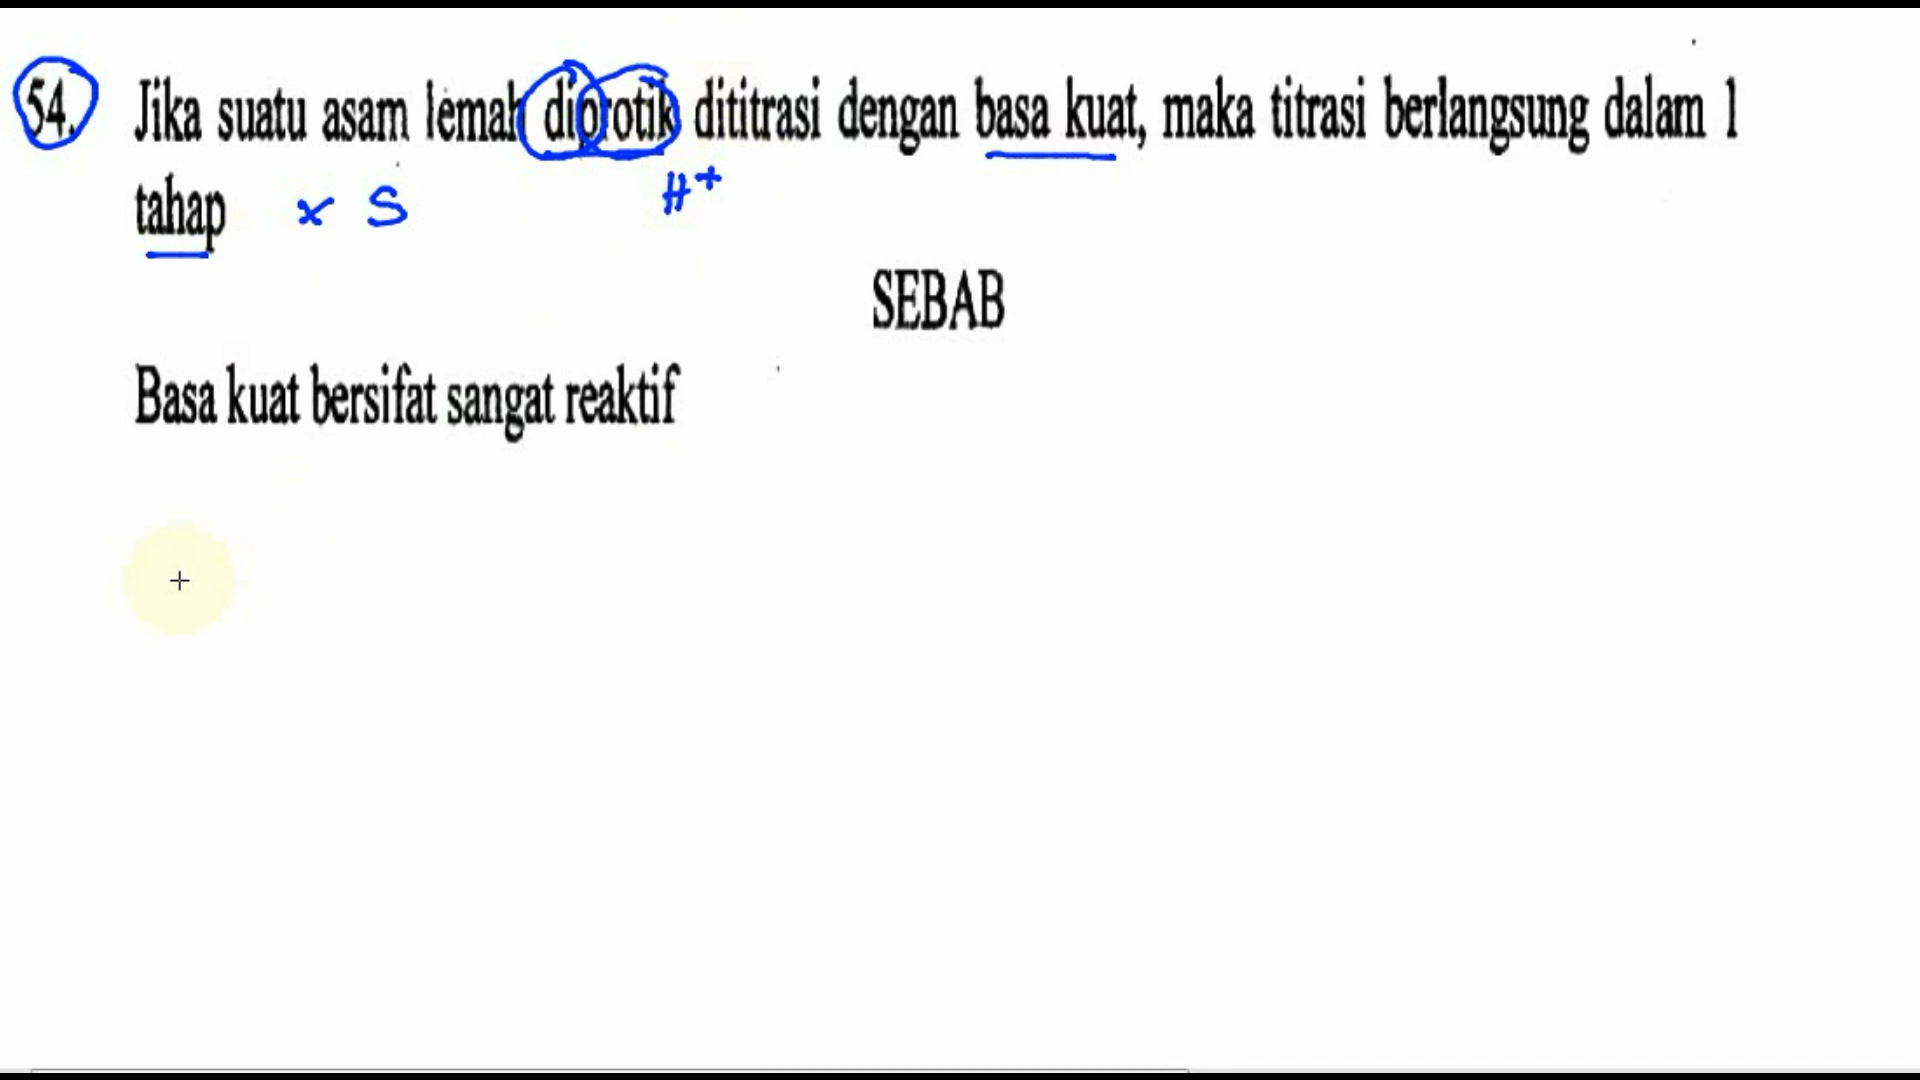 54. Jika suatu asam lemah diprotik dititrasi dengan basa kuat, maka titrasi berlangsung dalam 1
tahap × S H⁺
SEBAB
Basa kuat bersifat sangat reaktif